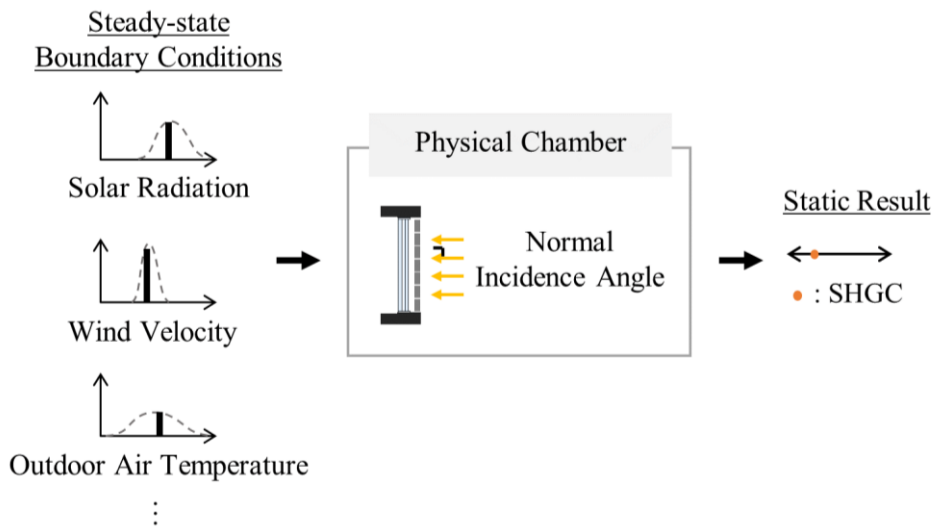 Steady-state
Boundary Conditions
Solar Radiation
Wind Velocity
Outdoor Air Temperature
⋮
Physical Chamber
Normal
Incidence Angle
Static Result
: SHGC